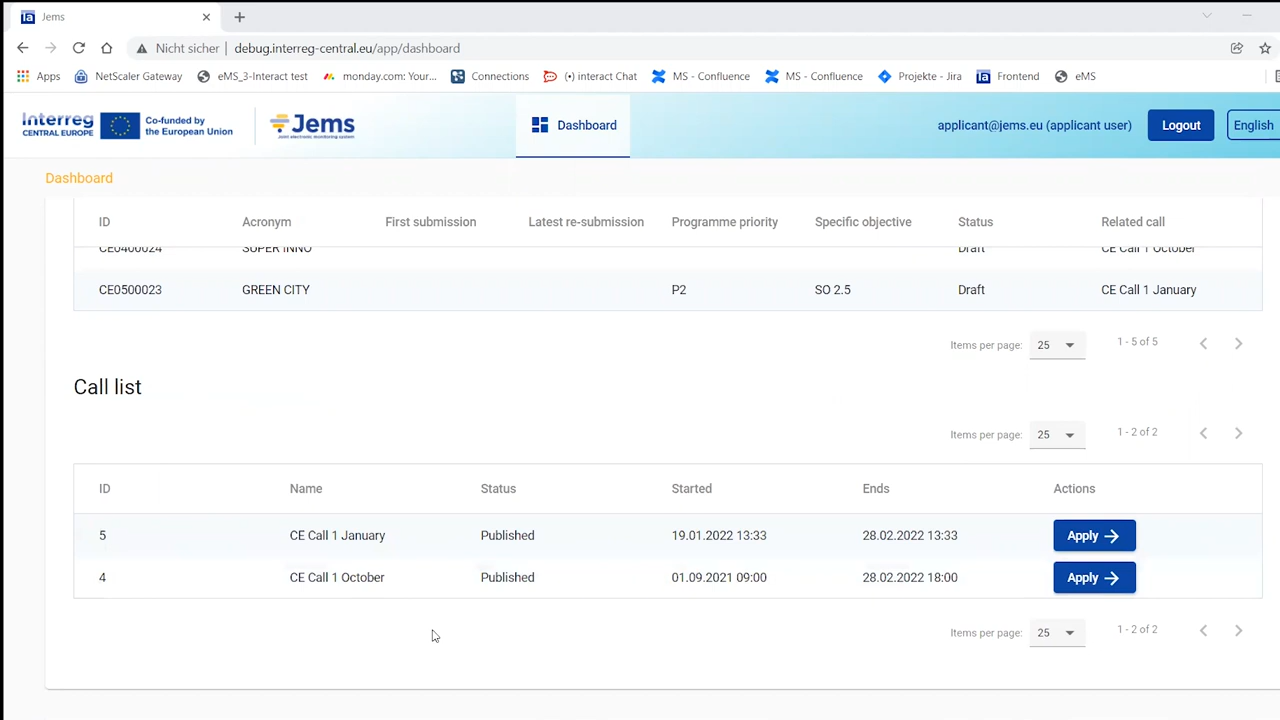 Jems
Nicht sicher debug.interreg-central.eu/app/dashboard
Apps NetScaler Gateway eMS_3-Interact test monday.com: Your... Connections (•) interact Chat MS - Confluence MS - Confluence Projekte - Jira Frontend eMS
Interreg CENTRAL EUROPE Co-funded by the European Union Jems Joint electronic monitoring system Dashboard applicant@jems.eu (applicant user) Logout English
Dashboard
ID Acronym First submission Latest re-submission Programme priority Specific objective Status Related call
CE0400024 SUPER INNO Draft CE Call 1 October
CE0500023 GREEN CITY P2 SO 2.5 Draft CE Call 1 January
Items per page: 25 1 - 5 of 5
Call list
Items per page: 25 1 - 2 of 2
ID Name Status Started Ends Actions
5 CE Call 1 January Published 19.01.2022 13:33 28.02.2022 13:33 Apply
4 CE Call 1 October Published 01.09.2021 09:00 28.02.2022 18:00 Apply
Items per page: 25 1 - 2 of 2